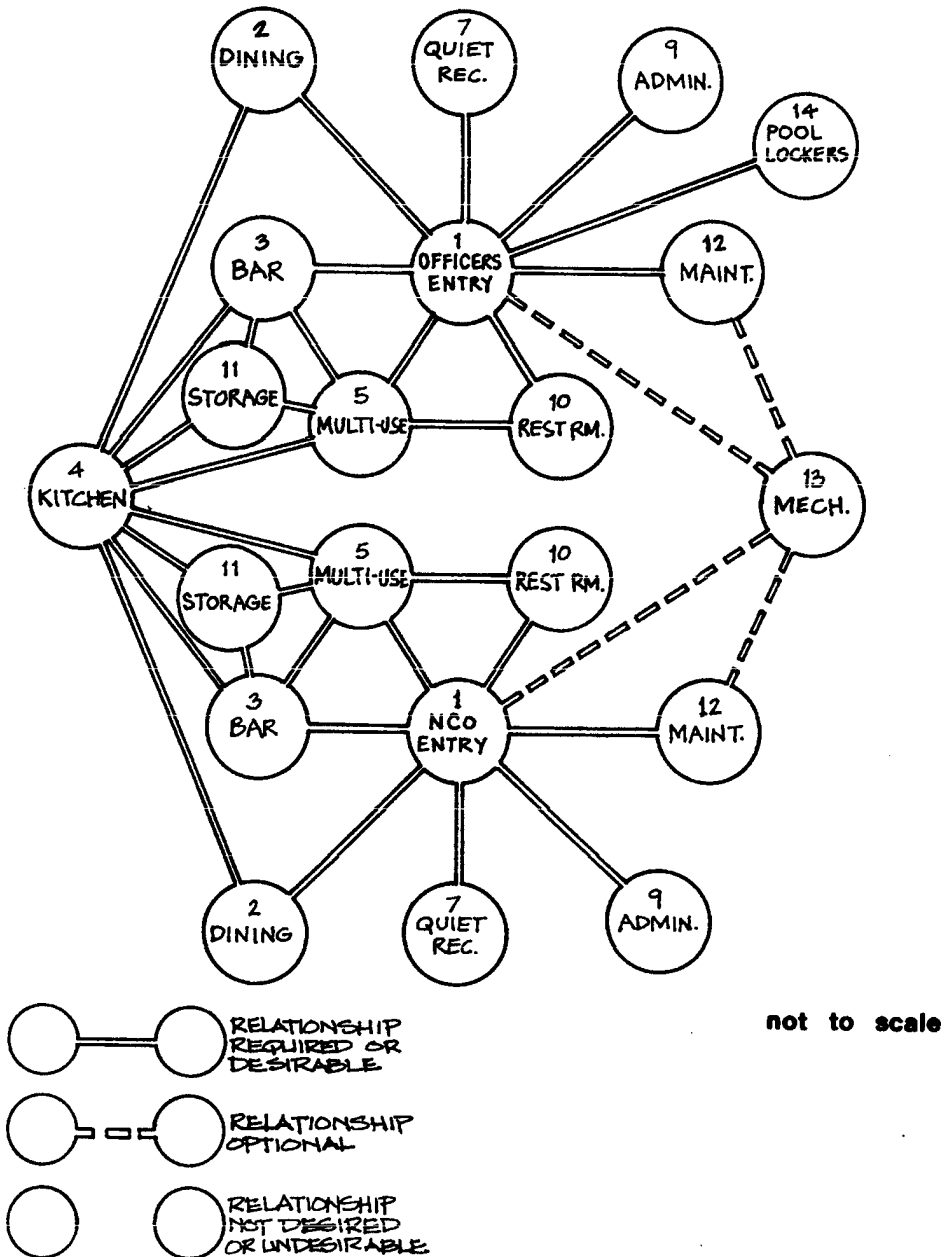 2
DINING
7
QUIET
REC.
9
ADMIN.
14
POOL
LOCKERS
3
BAR
1
OFFICERS
ENTRY
12
MAINT.
11
STORAGE
5
MULTI-USE
10
REST RM.
4
KITCHEN
13
MECH.
11
STORAGE
5
MULTI-USE
10
REST RM.
3
BAR
1
NCO
ENTRY
12
MAINT.
2
DINING
7
QUIET
REC.
9
ADMIN.
RELATIONSHIP
REQUIRED OR
DESIRABLE
not to scale
RELATIONSHIP
OPTIONAL
RELATIONSHIP
NOT DESIRED
OR UNDESIRABLE